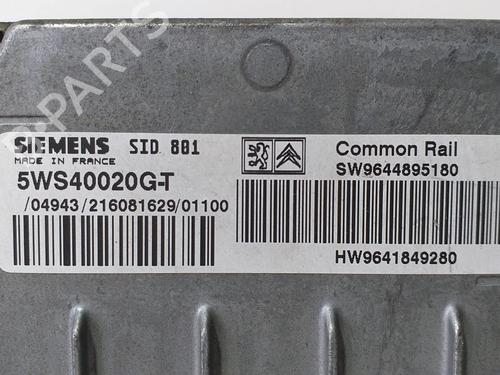 B-PARTS
SIEMENS SID 801
MADE IN FRANCE
5WS40020G-T
/04943/216081629/01100
Common Rail
SW9644895180
HW9641849280